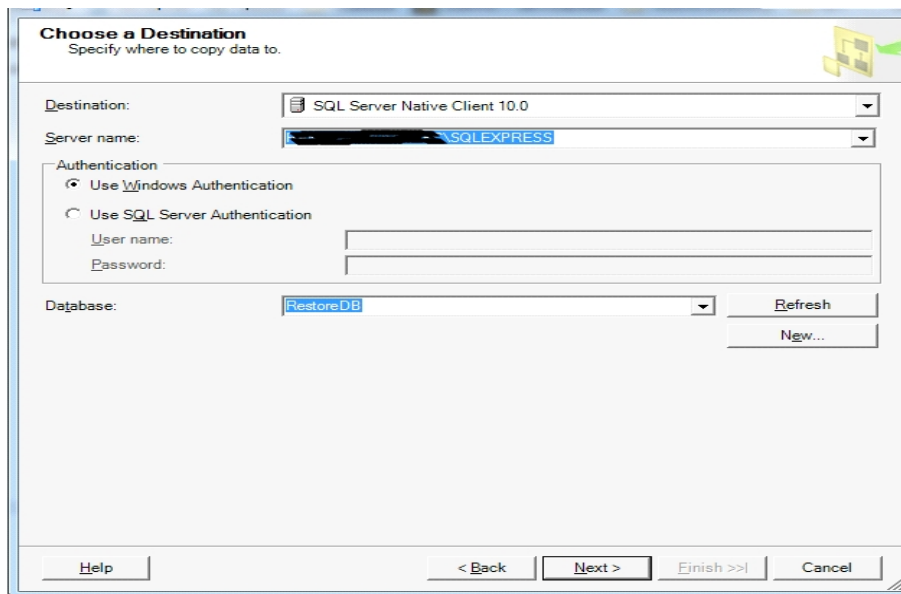 Choose a Destination
Specify where to copy data to.
Destination: SQL Server Native Client 10.0
Server name: \SQLEXPRESS
Authentication
Use Windows Authentication
Use SQL Server Authentication
User name:
Password:
Database: RestoreDB Refresh
New...
Help < Back Next > Finish >>| Cancel